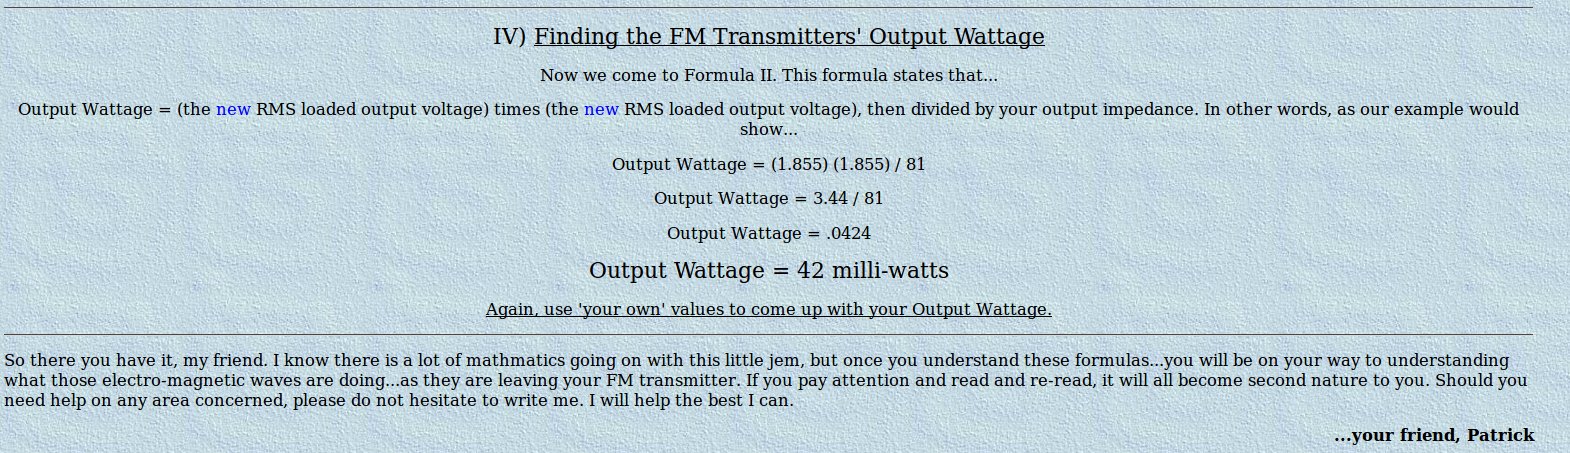 IV) Finding the FM Transmitters' Output Wattage
Now we come to Formula II. This formula states that...
Output Wattage = (the new RMS loaded output voltage) times (the new RMS loaded output voltage), then divided by your output impedance. In other words, as our example would
show...
Output Wattage = (1.855) (1.855) / 81
Output Wattage = 3.44 / 81
Output Wattage = .0424
Output Wattage = 42 milli-watts
Again, use 'your own' values to come up with your Output Wattage.
So there you have it, my friend. I know there is a lot of mathmatics going on with this little jem, but once you understand these formulas...you will be on your way to understanding
what those electro-magnetic waves are doing...as they are leaving your FM transmitter. If you pay attention and read and re-read, it will all become second nature to you. Should you
need help on any area concerned, please do not hesitate to write me. I will help the best I can.
...your friend, Patrick